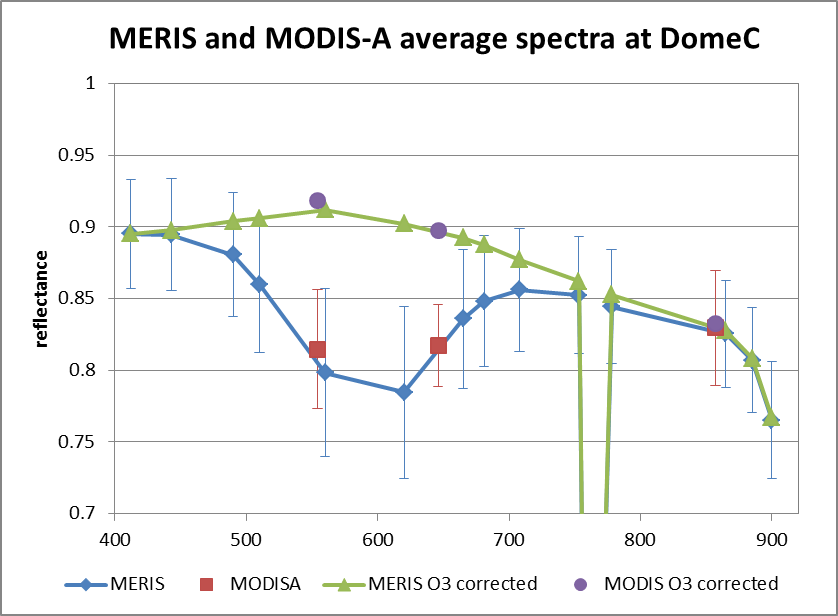 MERIS and MODIS-A average spectra at DomeC
1
0.95
0.9
0.85
0.8
0.75
0.7
reflectance
400 500 600 700 800 900
MERIS MODISA MERIS O3 corrected MODIS O3 corrected